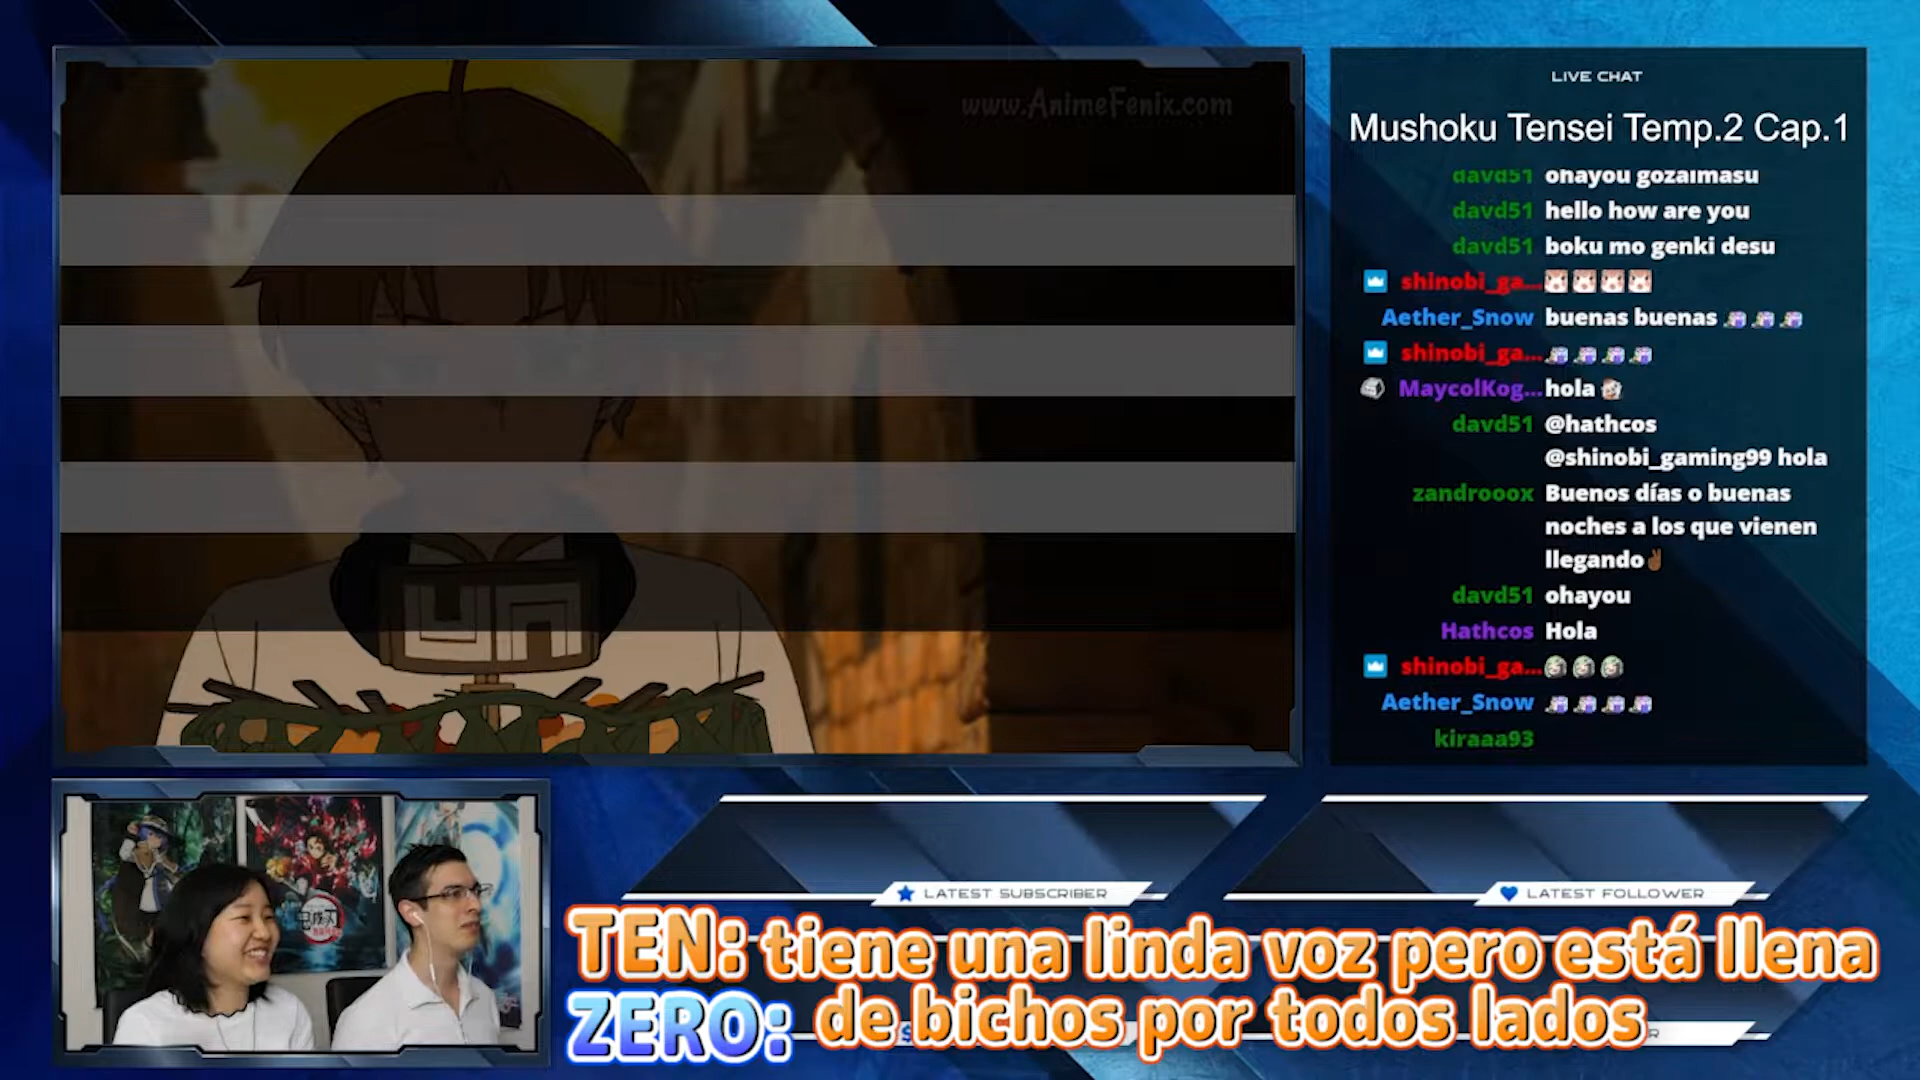 www.AnimeFenix.com
LIVE CHAT
Mushoku Tensei Temp.2 Cap.1
davd51 ohayou gozaimasu
davd51 hello how are you
davd51 boku mo genki desu
shinobi_ga...
Aether_Snow buenas buenas
shinobi_ga...
MaycolKog... hola
davd51 @hathcos
@shinobi_gaming99 hola
zandrooox Buenos días o buenas
noches a los que vienen
llegando
davd51 ohayou
Hathcos Hola
shinobi_ga...
Aether_Snow
kiraaa93
LATEST SUBSCRIBER
LATEST FOLLOWER
TEN: tiene una linda voz pero está llena
ZERO: de bichos por todos lados